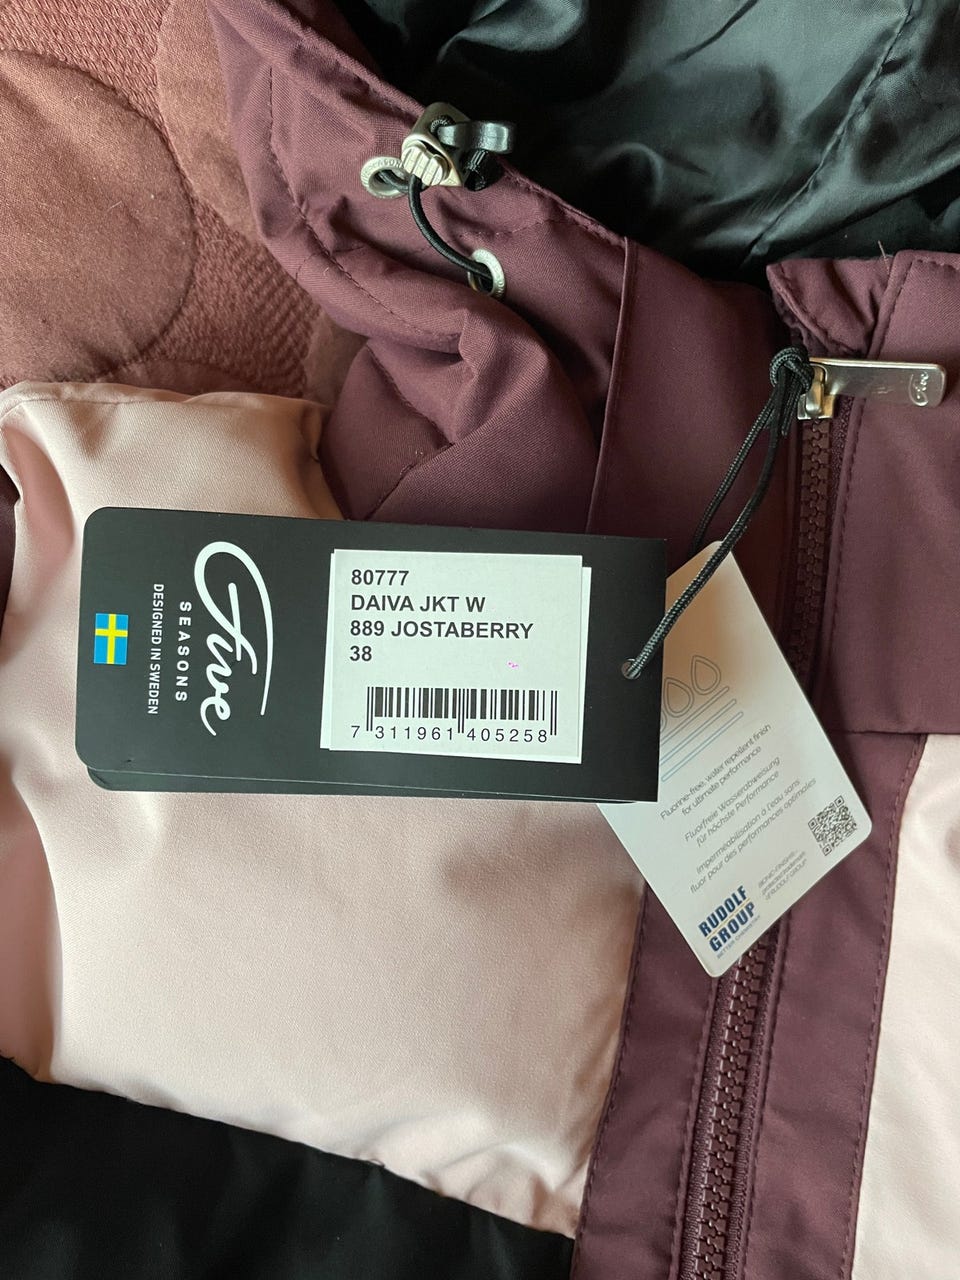 Five
SEASONS
DESIGNED IN SWEDEN
80777
DAIVA JKT W
889 JOSTABERRY
38
7 311961 405258
Fluorine-free, water repellent finish
for ultimate performance
Fluorfreie Wasserabweisung
für höchste Performance
Imperméabilisation à l'eau sans
fluor pour des performances optimales
RUDOLF
GROUP